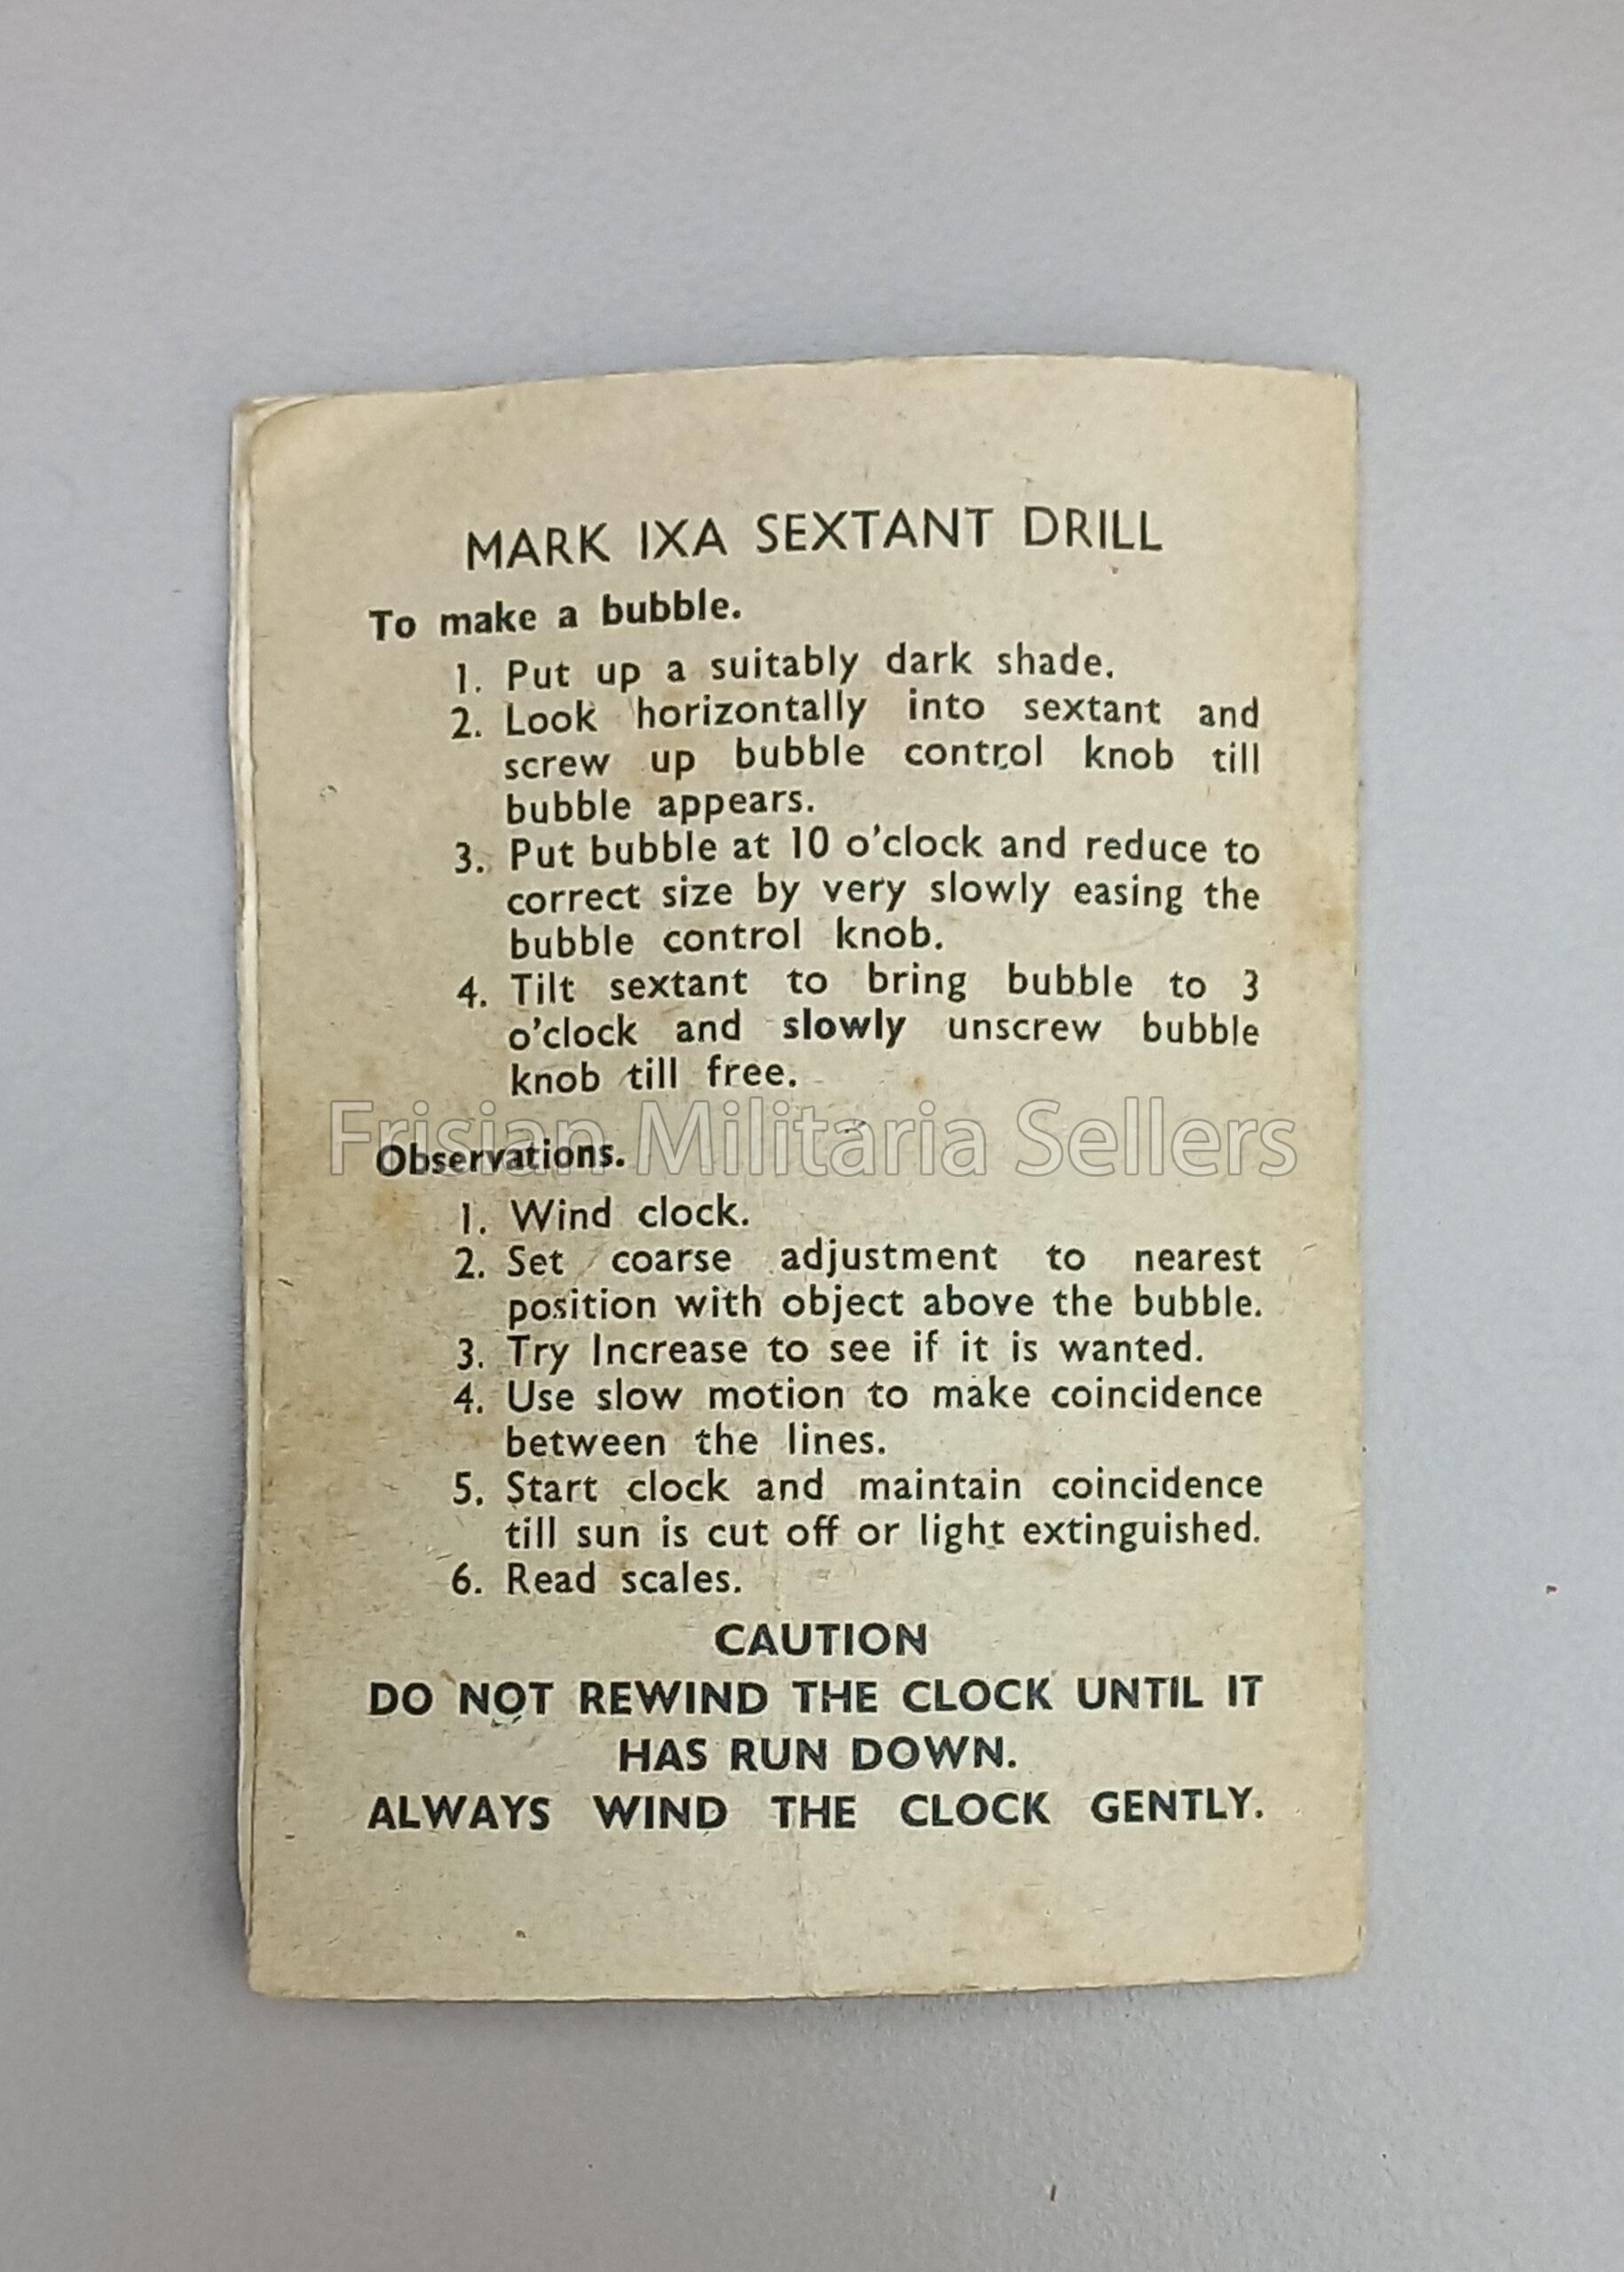 MARK IXA SEXTANT DRILL
To make a bubble.
1. Put up a suitably dark shade.
2. Look horizontally into sextant and
screw up bubble control knob till
bubble appears.
3. Put bubble at 10 o'clock and reduce to
correct size by very slowly easing the
bubble control knob.
4. Tilt sextant to bring bubble to 3
o'clock and slowly unscrew bubble
knob till free.
Frisian Militaria Sellers
Observations.
1. Wind clock.
2. Set coarse adjustment to nearest
position with object above the bubble.
3. Try Increase to see if it is wanted.
4. Use slow motion to make coincidence
between the lines.
5. Start clock and maintain coincidence
till sun is cut off or light extinguished.
6. Read scales.
CAUTION
DO NOT REWIND THE CLOCK UNTIL IT
HAS RUN DOWN.
ALWAYS WIND THE CLOCK GENTLY.